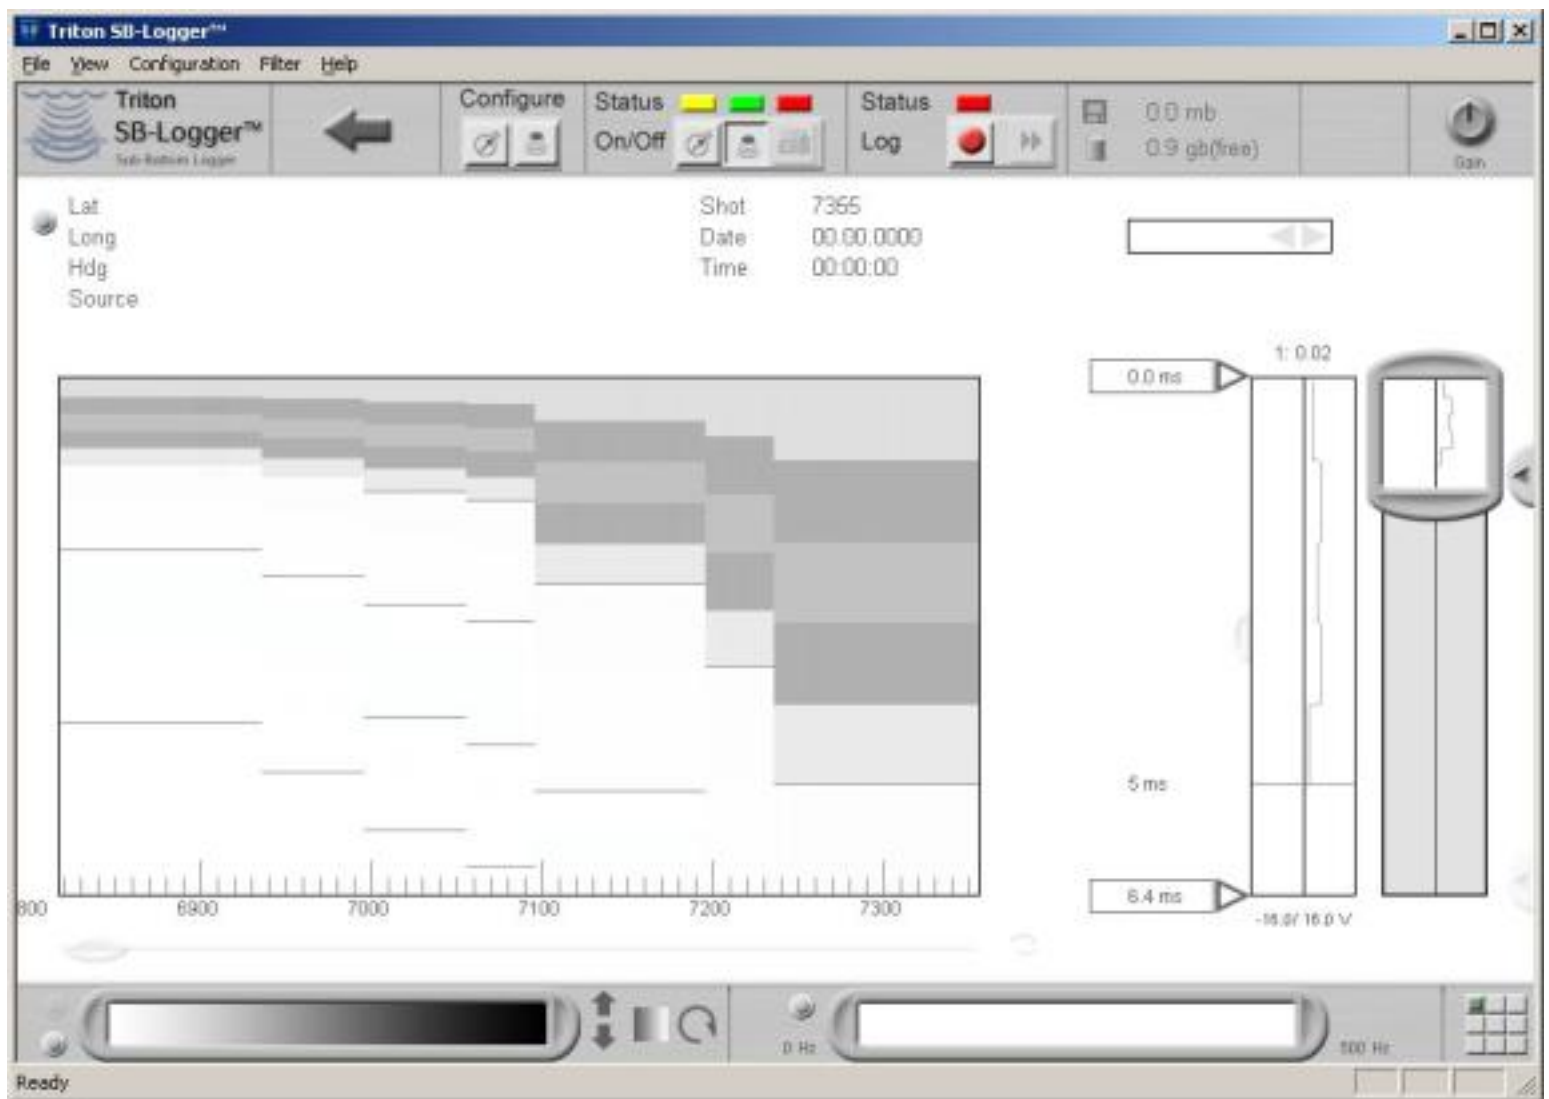 Triton SB-Logger™
File View Configuration Filter Help
Triton
SB-Logger™
Sub-Bottom Logger
Configure
Status
On/Off
Status
Log
0.0 mb
0.9 gb(free)
Gain
Lat
Long
Hdg
Source
Shot 7355
Date 00.00.0000
Time 00:00:00
1: 0.02
0.0 ms
5 ms
6.4 ms
-16.0/ 16.0 V
800 6900 7000 7100 7200 7300
0 Hz
500 Hz
Ready